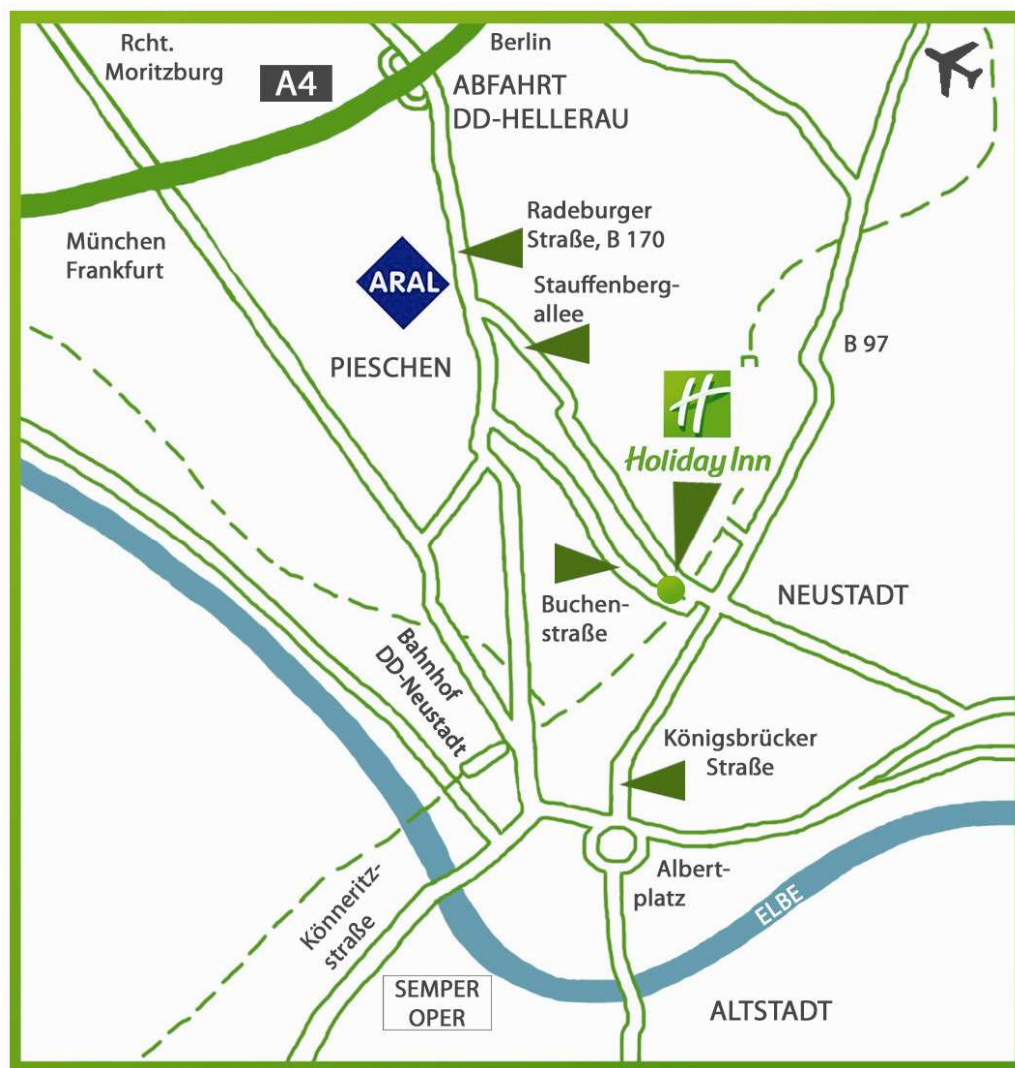 Rcht.
Moritzburg
A4
Berlin
ABFAHRT
DD-HELLERAU
München
Frankfurt
Radeburger
Straße, B 170
ARAL
Stauffenberg-
allee
PIESCHEN
B 97
H
Holiday Inn
Buchen-
straße
NEUSTADT
Bahnhof
DD-Neustadt
Königsbrücker
Straße
Albert-
platz
Könneritz-
straße
ELBE
SEMPER
OPER
ALTSTADT